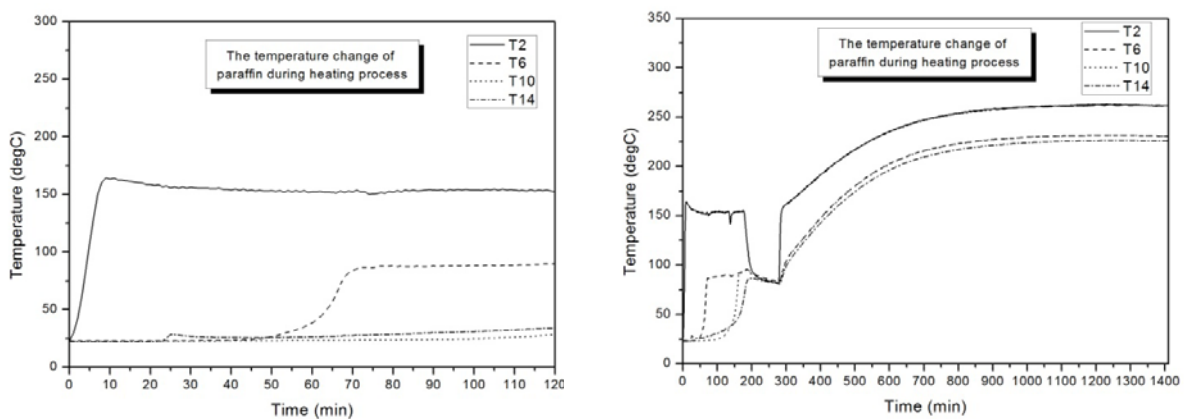 300
250
200
150
100
50
0
Temperature (degC)
The temperature change of
paraffin during heating process
T2
T6
T10
T14
0 10 20 30 40 50 60 70 80 90 100 110 120
Time (min)
350
300
250
200
150
100
50
0
Temperature (degC)
The temperature change of
paraffin during heating process
T2
T6
T10
T14
0 100 200 300 400 500 600 700 800 900 1000 1100 1200 1300 1400
Time (min)